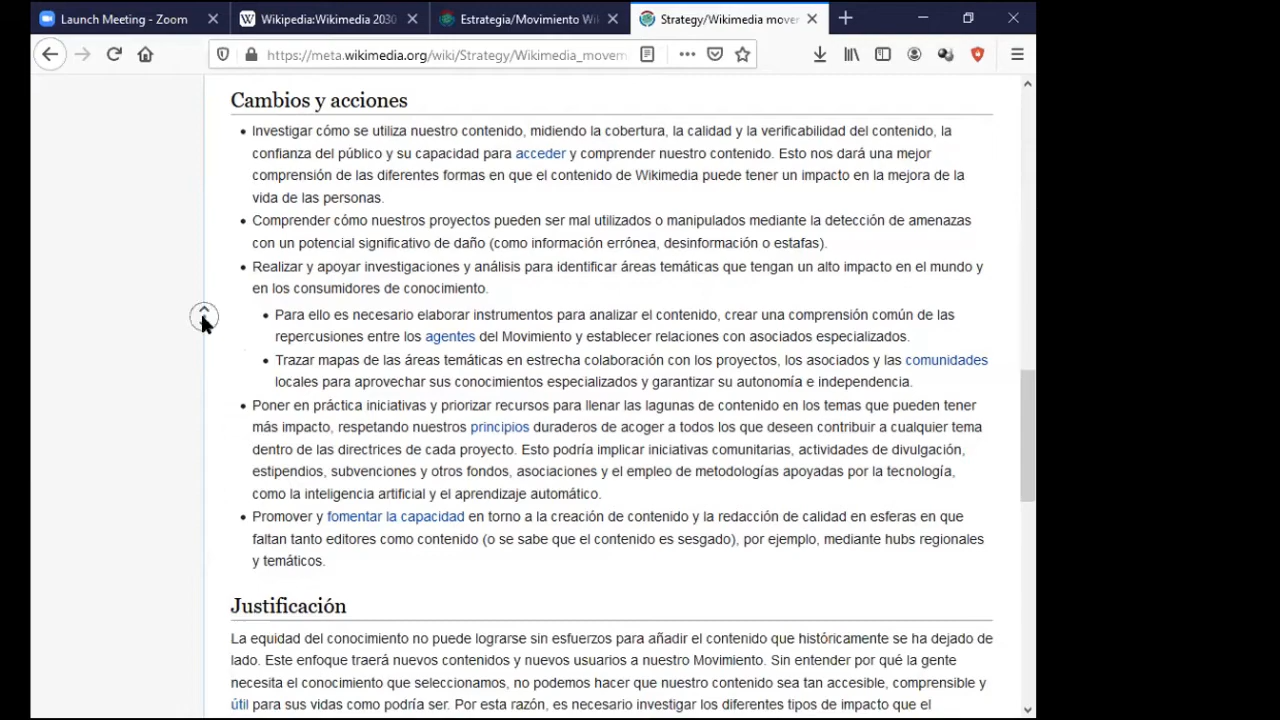 Launch Meeting - Zoom
Wikipedia:Wikimedia 2030
Estrategia/Movimiento Wi
Strategy/Wikimedia mover
https://meta.wikimedia.org/wiki/Strategy/Wikimedia_movem
Cambios y acciones
Investigar cómo se utiliza nuestro contenido, midiendo la cobertura, la calidad y la verificabilidad del contenido, la
confianza del público y su capacidad para acceder y comprender nuestro contenido. Esto nos dará una mejor
comprensión de las diferentes formas en que el contenido de Wikimedia puede tener un impacto en la mejora de la
vida de las personas.
Comprender cómo nuestros proyectos pueden ser mal utilizados o manipulados mediante la detección de amenazas
con un potencial significativo de daño (como información errónea, desinformación o estafas).
Realizar y apoyar investigaciones y análisis para identificar áreas temáticas que tengan un alto impacto en el mundo y
en los consumidores de conocimiento.
Para ello es necesario elaborar instrumentos para analizar el contenido, crear una comprensión común de las
repercusiones entre los agentes del Movimiento y establecer relaciones con asociados especializados.
Trazar mapas de las áreas temáticas en estrecha colaboración con los proyectos, los asociados y las comunidades
locales para aprovechar sus conocimientos especializados y garantizar su autonomía e independencia.
Poner en práctica iniciativas y priorizar recursos para llenar las lagunas de contenido en los temas que pueden tener
más impacto, respetando nuestros principios duraderos de acoger a todos los que deseen contribuir a cualquier tema
dentro de las directrices de cada proyecto. Esto podría implicar iniciativas comunitarias, actividades de divulgación,
estipendios, subvenciones y otros fondos, asociaciones y el empleo de metodologías apoyadas por la tecnología,
como la inteligencia artificial y el aprendizaje automático.
Promover y fomentar la capacidad en torno a la creación de contenido y la redacción de calidad en esferas en que
faltan tanto editores como contenido (o se sabe que el contenido es sesgado), por ejemplo, mediante hubs regionales
y temáticos.
Justificación
La equidad del conocimiento no puede lograrse sin esfuerzos para añadir el contenido que históricamente se ha dejado de
lado. Este enfoque traerá nuevos contenidos y nuevos usuarios a nuestro Movimiento. Sin entender por qué la gente
necesita el conocimiento que seleccionamos, no podemos hacer que nuestro contenido sea tan accesible, comprensible y
útil para sus vidas como podría ser. Por esta razón, es necesario investigar los diferentes tipos de impacto que el